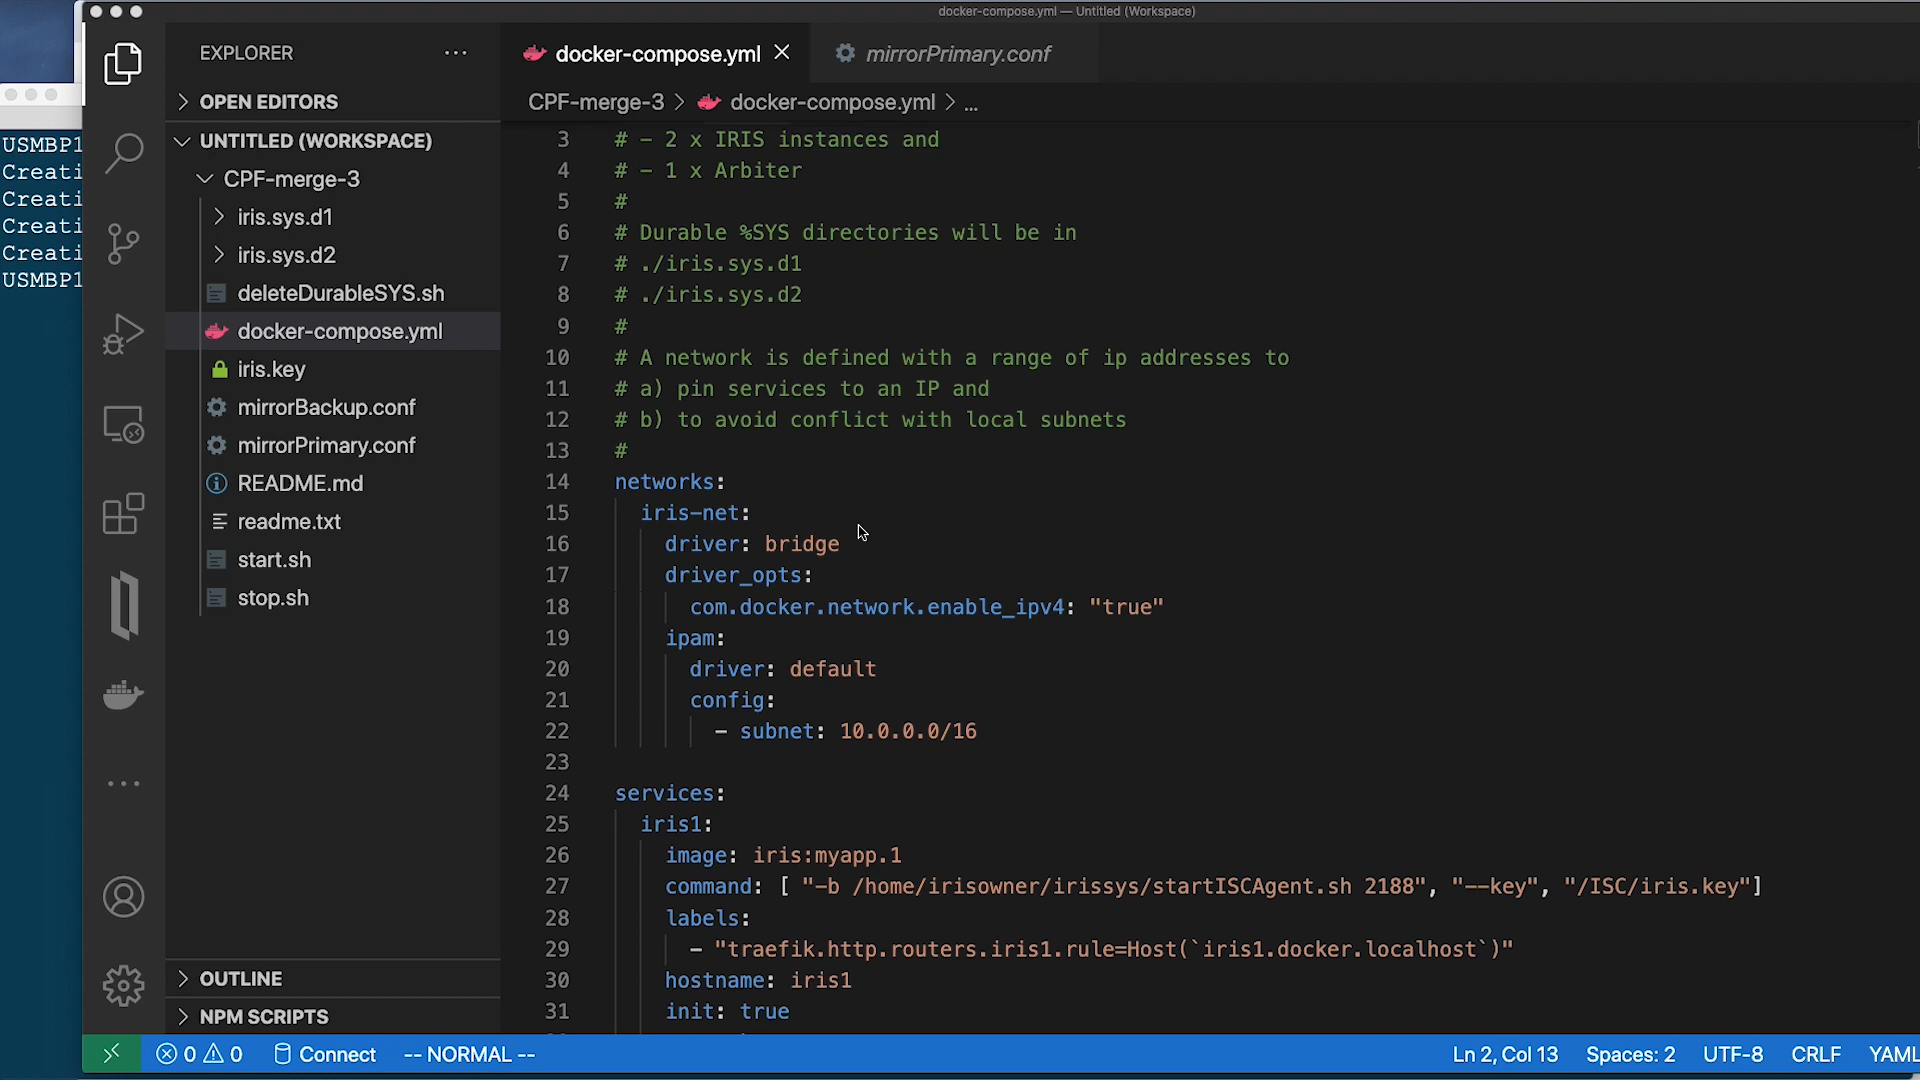 docker-compose.yml — Untitled (Workspace)
EXPLORER
docker-compose.yml
mirrorPrimary.conf
OPEN EDITORS
CPF-merge-3 > docker-compose.yml > ...
UNTITLED (WORKSPACE)
CPF-merge-3
iris.sys.d1
iris.sys.d2
deleteDurableSYS.sh
docker-compose.yml
iris.key
mirrorBackup.conf
mirrorPrimary.conf
README.md
readme.txt
start.sh
stop.sh
OUTLINE
NPM SCRIPTS
USMBP1
Creati
Creati
Creati
Creati
USMBP1
3 # - 2 x IRIS instances and
4 # - 1 x Arbiter
5 #
6 # Durable %SYS directories will be in
7 # ./iris.sys.d1
8 # ./iris.sys.d2
9 #
10 # A network is defined with a range of ip addresses to
11 # a) pin services to an IP and
12 # b) to avoid conflict with local subnets
13 #
14 networks:
15 iris-net:
16 driver: bridge
17 driver_opts:
18 com.docker.network.enable_ipv4: "true"
19 ipam:
20 driver: default
21 config:
22 - subnet: 10.0.0.0/16
23
24 services:
25 iris1:
26 image: iris:myapp.1
27 command: [ "-b /home/irisowner/irissys/startISCAgent.sh 2188", "--key", "/ISC/iris.key"]
28 labels:
29 - "traefik.http.routers.iris1.rule=Host(`iris1.docker.localhost`)"
30 hostname: iris1
31 init: true
0 0 Connect -- NORMAL -- Ln 2, Col 13 Spaces: 2 UTF-8 CRLF YAML